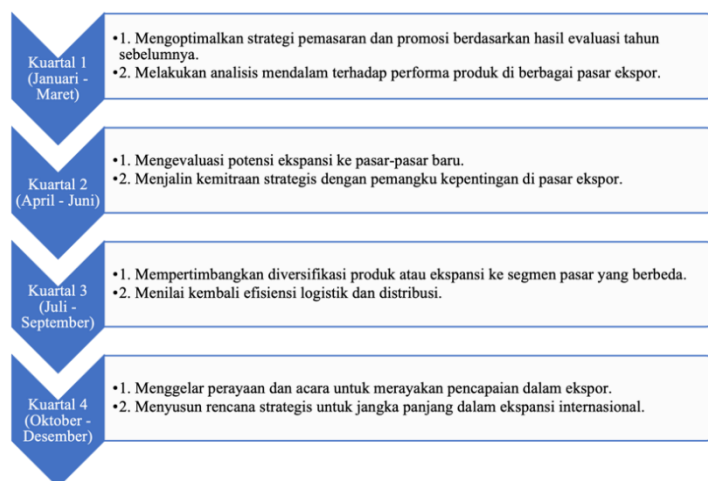 Kuartal 1
(Januari -
Maret)
•1. Mengoptimalkan strategi pemasaran dan promosi berdasarkan hasil evaluasi tahun
sebelumnya.
•2. Melakukan analisis mendalam terhadap performa produk di berbagai pasar ekspor.
Kuartal 2
(April - Juni)
•1. Mengevaluasi potensi ekspansi ke pasar-pasar baru.
•2. Menjalin kemitraan strategis dengan pemangku kepentingan di pasar ekspor.
Kuartal 3
(Juli -
September)
•1. Mempertimbangkan diversifikasi produk atau ekspansi ke segmen pasar yang berbeda.
•2. Menilai kembali efisiensi logistik dan distribusi.
Kuartal 4
(Oktober -
Desember)
•1. Menggelar perayaan dan acara untuk merayakan pencapaian dalam ekspor.
•2. Menyusun rencana strategis untuk jangka panjang dalam ekspansi internasional.